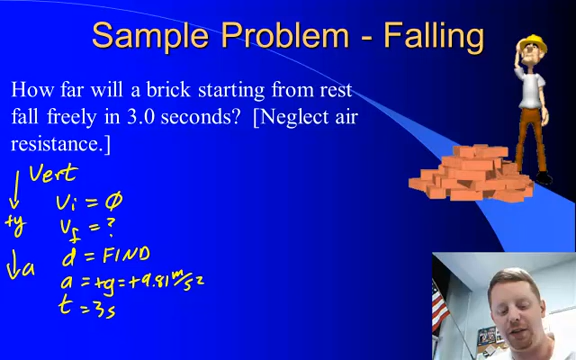 Sample Problem - Falling
How far will a brick starting from rest
fall freely in 3.0 seconds? [Neglect air
resistance.]
Vert
Vi = ∅
+y
Vf = ?
d = FIND
a
a = +g = +9.81 m/s2
t = 3s